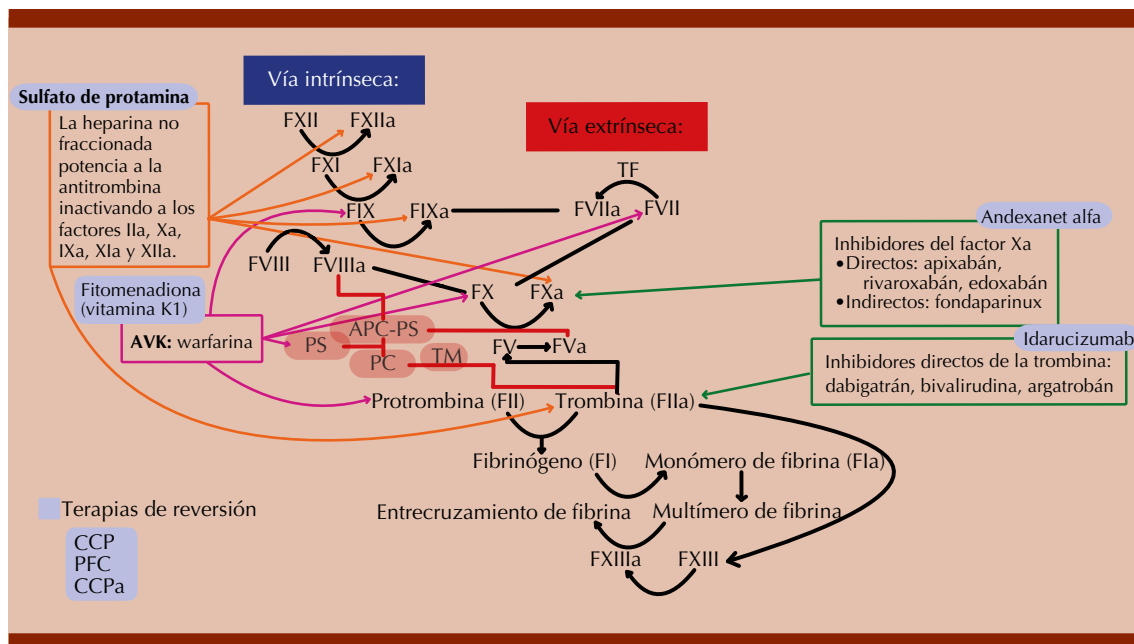 Vía intrínseca:
Sulfato de protamina
La heparina no
fraccionada
potencia a la
antitrombina
inactivando a los
factores IIa, Xa,
IXa, XIa y XIIa.
Vía extrínseca:
FXII
FXIIa
FXI
FXIa
TF
FIX
FIXa
FVIIa
FVII
FVIII
FVIIIa
FX
FXa
Andexanet alfa
Inhibidores del factor Xa
•Directos: apixabán,
rivaroxabán, edoxabán
•Indirectos: fondaparinux
Fitomenadiona
(vitamina K1)
AVK: warfarina
APC-PS
PS
PC
TM
FV
FVa
Idarucizumab
Inhibidores directos de la trombina:
dabigatrán, bivalirudina, argatrobán
Protrombina (FII)
Trombina (FIIa)
Fibrinógeno (FI)
Monómero de fibrina (FIa)
Entrecruzamiento de fibrina
Multímero de fibrina
FXIIIa
FXIII
Terapias de reversión
CCP
PFC
CCPa